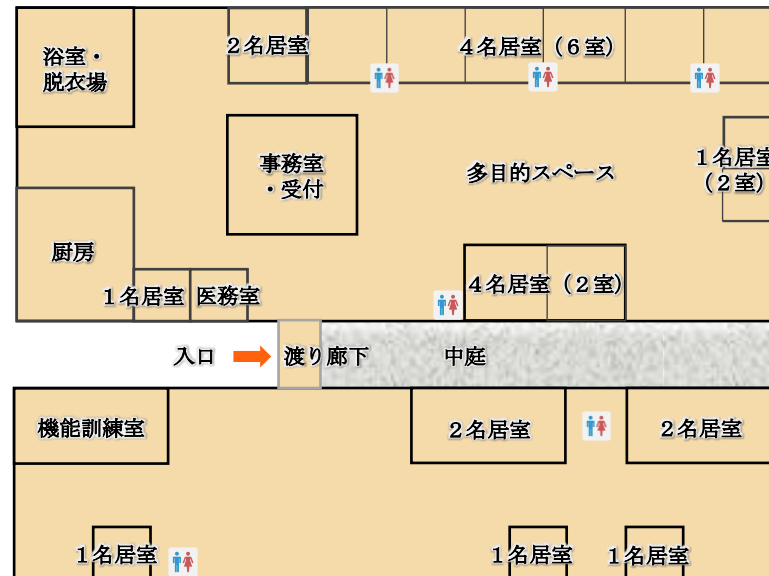 浴室・
脱衣場
２名居室
４名居室（６室）
事務室
・受付
多目的スペース
１名居室
（２室）
厨房
１名居室
医務室
４名居室（２室）
入口
渡り廊下
中庭
機能訓練室
２名居室
２名居室
１名居室
１名居室
１名居室